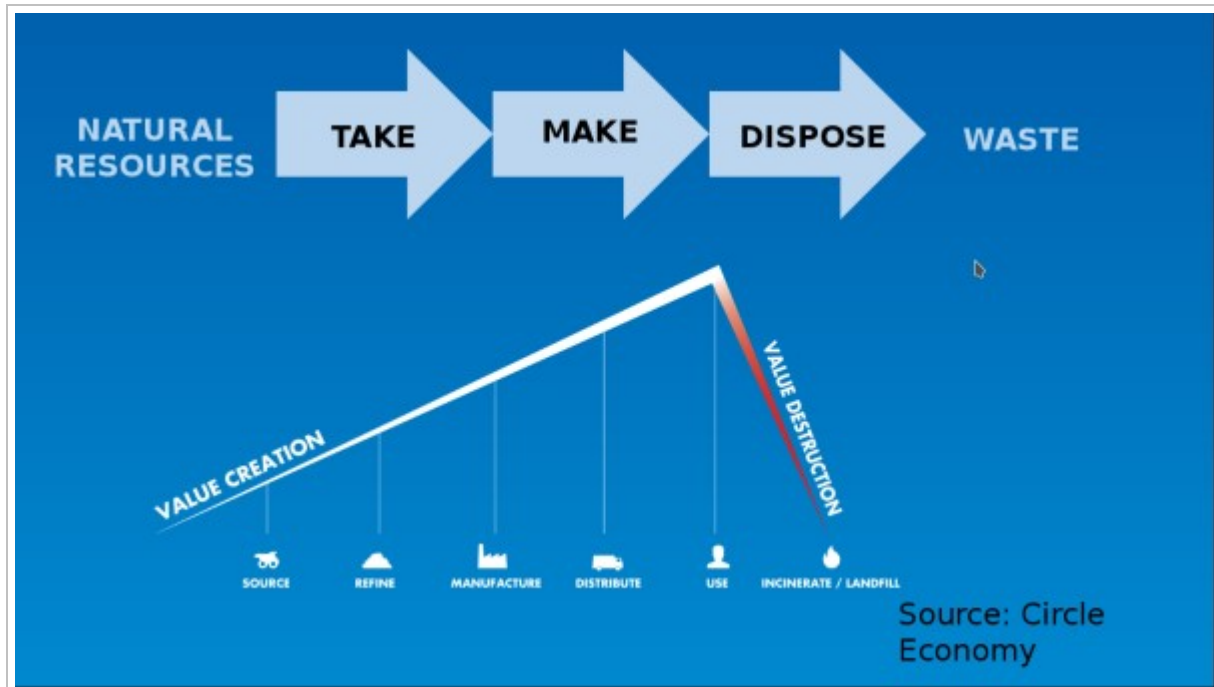 NATURAL
RESOURCES
TAKE
MAKE
DISPOSE
WASTE
VALUE CREATION
VALUE DESTRUCTION
SOURCE
REFINE
MANUFACTURE
DISTRIBUTE
USE
INCINERATE / LANDFILL
Source: Circle
Economy